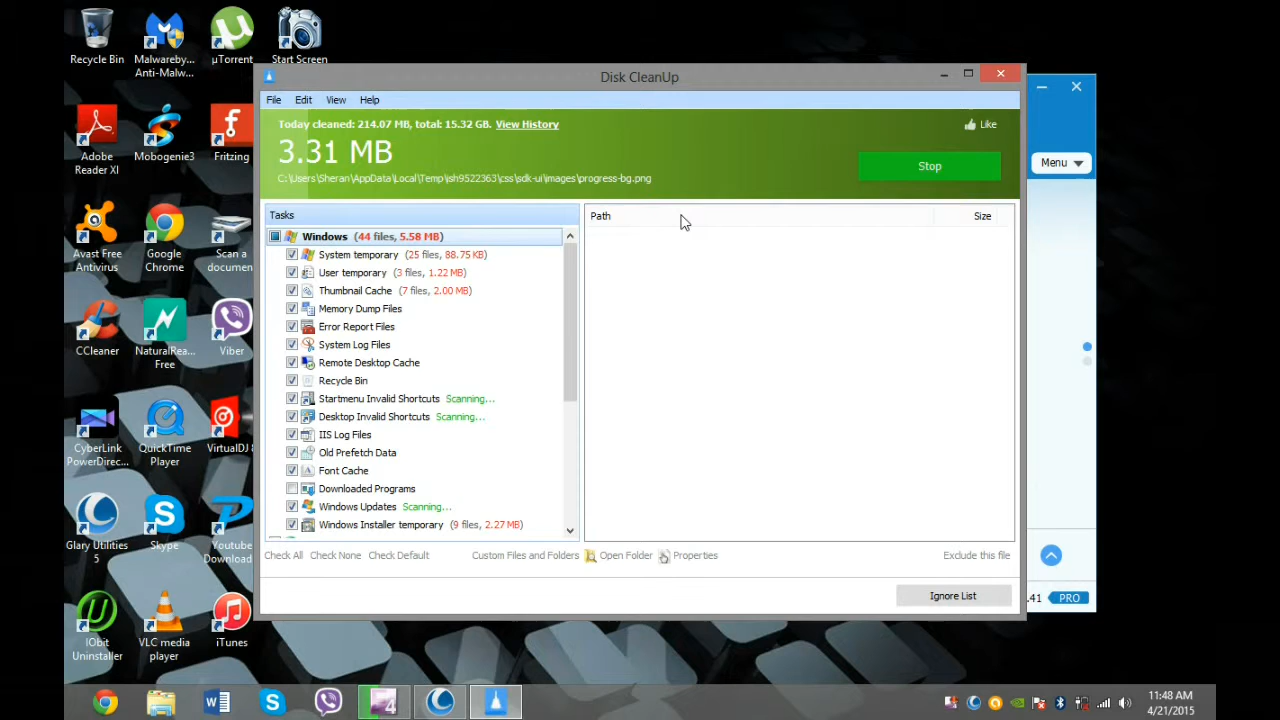 Recycle Bin
Malwareby...
Anti-Malw...
µTorrent
Start Screen
Adobe
Reader XI
Mobogenie3
Fritzing
Avast Free
Antivirus
Google
Chrome
Scan a
documen
CCleaner
NaturalRea...
Free
Viber
CyberLink
PowerDirec...
QuickTime
Player
VirtualDJ 8
Glary Utilities
5
Skype
Youtube
Download
IObit
Uninstaller
VLC media
player
iTunes
Disk CleanUp
File Edit View Help
Today cleaned: 214.07 MB, total: 15.32 GB. View History
Like
3.31 MB
Stop
C:\Users\Sheran\AppData\Local\Temp\ish9522363\css\sdk-ui\images\progress-bg.png
Tasks
Path Size
Windows (44 files, 5.58 MB)
System temporary (25 files, 88.75 KB)
User temporary (3 files, 1.22 MB)
Thumbnail Cache (7 files, 2.00 MB)
Memory Dump Files
Error Report Files
System Log Files
Remote Desktop Cache
Recycle Bin
Startmenu Invalid Shortcuts Scanning...
Desktop Invalid Shortcuts Scanning...
IIS Log Files
Old Prefetch Data
Font Cache
Downloaded Programs
Windows Updates Scanning...
Windows Installer temporary (9 files, 2.27 MB)
Check All Check None Check Default Custom Files and Folders Open Folder Properties Exclude this file
Ignore List
Menu
.41 PRO
11:48 AM
4/21/2015